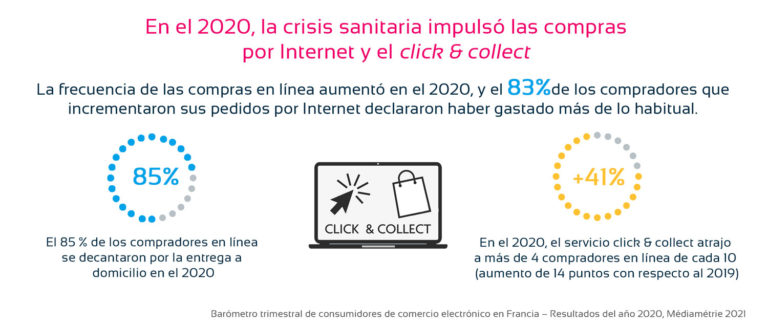 En el 2020, la crisis sanitaria impulsó las compras
por Internet y el click & collect
La frecuencia de las compras en línea aumentó en el 2020, y el 83%de los compradores que
incrementaron sus pedidos por Internet declararon haber gastado más de lo habitual.
85%
El 85 % de los compradores en línea
se decantaron por la entrega a
domicilio en el 2020
CLICK & COLLECT
+41%
En el 2020, el servicio click & collect atrajo
a más de 4 compradores en línea de cada 10
(aumento de 14 puntos con respecto al 2019)
Barómetro trimestral de consumidores de comercio electrónico en Francia – Resultados del año 2020, Médiamétrie 2021